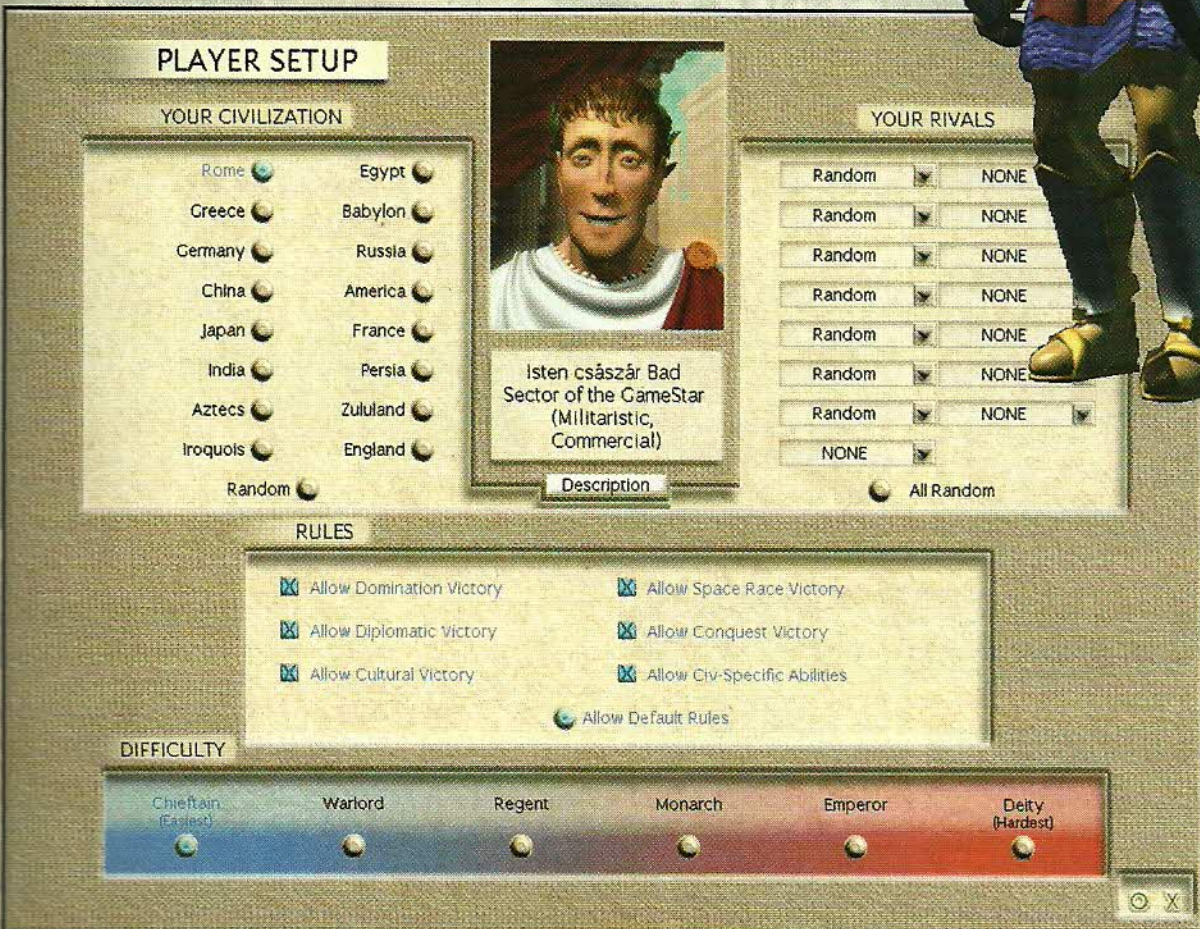 PLAYER SETUP
YOUR CIVILIZATION
Rome
Egypt
Greece
Babylon
Germany
Russia
China
America
Japan
France
India
Persia
Aztecs
Zululand
Iroquois
England
Random
Isten császár Bad
Sector of the GameStar
(Militaristic,
Commercial)
Description
YOUR RIVALS
Random NONE
Random NONE
Random NONE
Random NONE
Random NONE
Random NONE
Random NONE
NONE
All Random
RULES
Allow Domination Victory
Allow Space Race Victory
Allow Diplomatic Victory
Allow Conquest Victory
Allow Cultural Victory
Allow Civ-Specific Abilities
Allow Default Rules
DIFFICULTY
Chieftain
(Easiest)
Warlord
Regent
Monarch
Emperor
Deity
(Hardest)
X